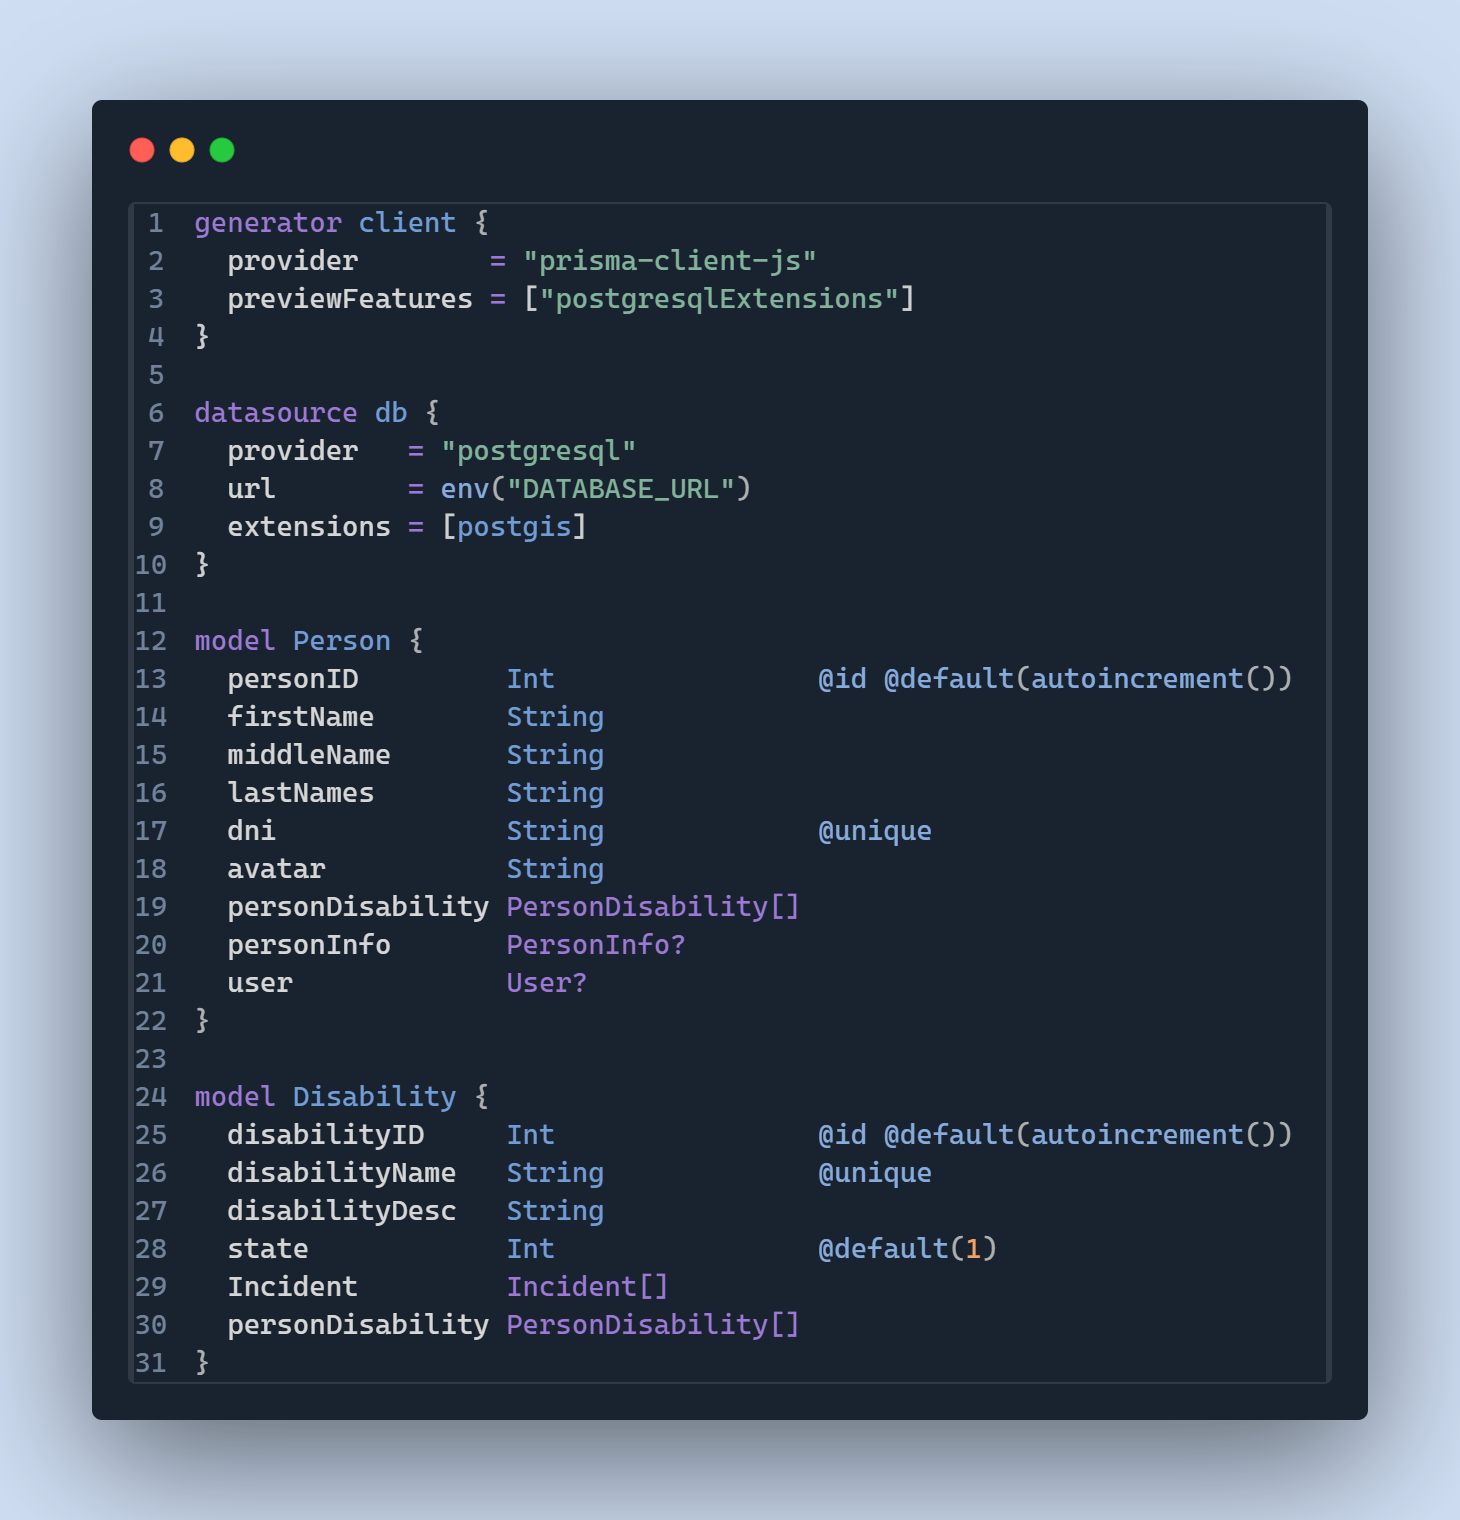 1 generator client {
2   provider        = "prisma-client-js"
3   previewFeatures = ["postgresqlExtensions"]
4 }
5
6 datasource db {
7   provider   = "postgresql"
8   url        = env("DATABASE_URL")
9   extensions = [postgis]
10 }
11
12 model Person {
13   personID         Int                @id @default(autoincrement())
14   firstName        String
15   middleName       String
16   lastNames        String
17   dni              String             @unique
18   avatar           String
19   personDisability PersonDisability[]
20   personInfo       PersonInfo?
21   user             User?
22 }
23
24 model Disability {
25   disabilityID     Int                @id @default(autoincrement())
26   disabilityName   String             @unique
27   disabilityDesc   String
28   state            Int                @default(1)
29   Incident         Incident[]
30   personDisability PersonDisability[]
31 }